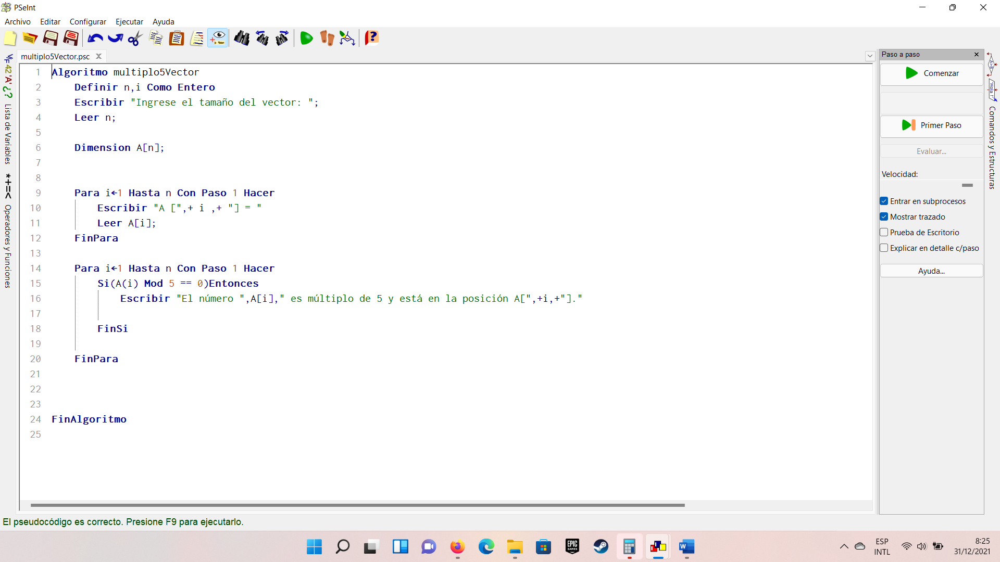 PSeInt
Archivo Editar Configurar Ejecutar Ayuda
multiplo5Vector.psc
1 Algoritmo multiplo5Vector
2 Definir n,i Como Entero
3 Escribir "Ingrese el tamaño del vector: ";
4 Leer n;
5
6 Dimension A[n];
7
8
9 Para i←1 Hasta n Con Paso 1 Hacer
10 Escribir "A [",+ i ,+ "] = "
11 Leer A[i];
12 FinPara
13
14 Para i←1 Hasta n Con Paso 1 Hacer
15 Si(A(i) Mod 5 == 0)Entonces
16 Escribir "El número ",A[i]," es múltiplo de 5 y está en la posición A[",+i,+"]."
17
18 FinSi
19
20 FinPara
21
22
23
24 FinAlgoritmo
25
42 'A' ¿?
Lista de Variables
*+=<
Operadores y Funciones
Paso a paso
Comenzar
Primer Paso
Evaluar...
Velocidad:
Entrar en subprocesos
Mostrar trazado
Prueba de Escritorio
Explicar en detalle c/paso
Ayuda...
A>B
"Hola !"
Comandos y Estructuras
El pseudocódigo es correcto. Presione F9 para ejecutarlo.
EPIC GAMES
W
ESP
INTL
8:25
31/12/2021